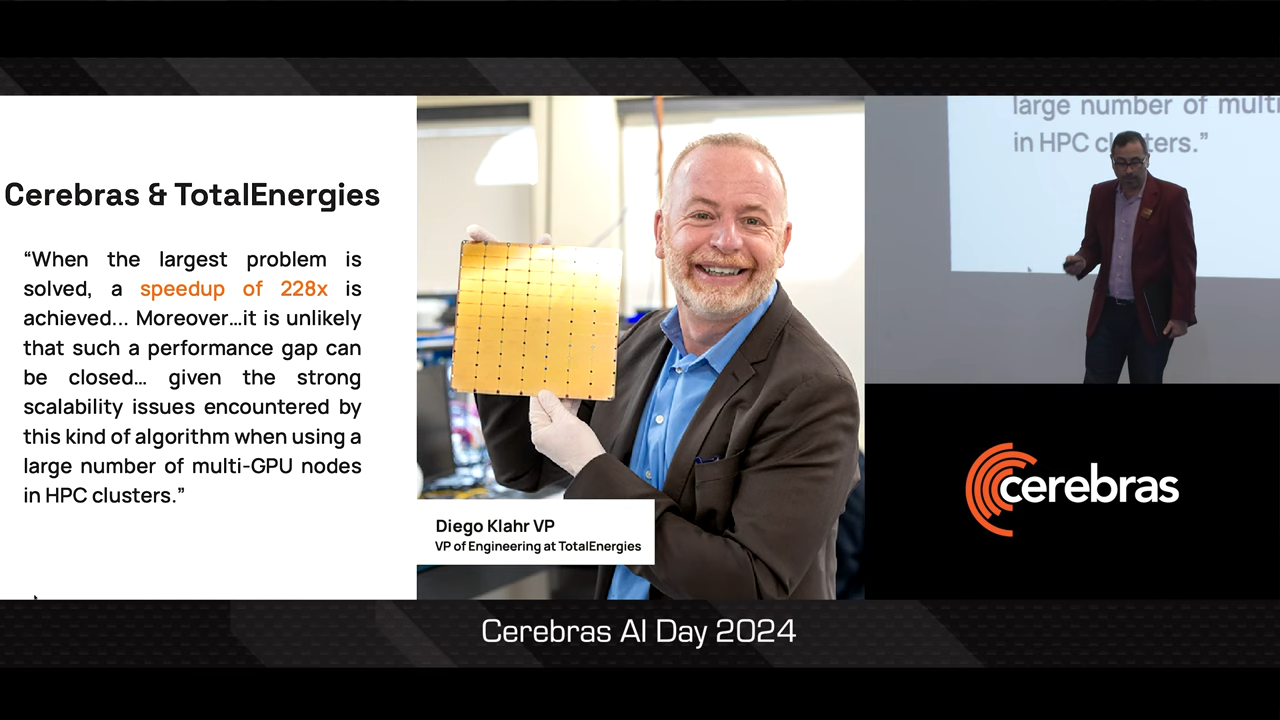 Cerebras & TotalEnergies
“When the largest problem is
solved, a speedup of 228x is
achieved... Moreover...it is unlikely
that such a performance gap can
be closed... given the strong
scalability issues encountered by
this kind of algorithm when using a
large number of multi-GPU nodes
in HPC clusters.”
Diego Klahr VP
VP of Engineering at TotalEnergies
large number of multi
in HPC clusters.”
cerebras
Cerebras AI Day 2024